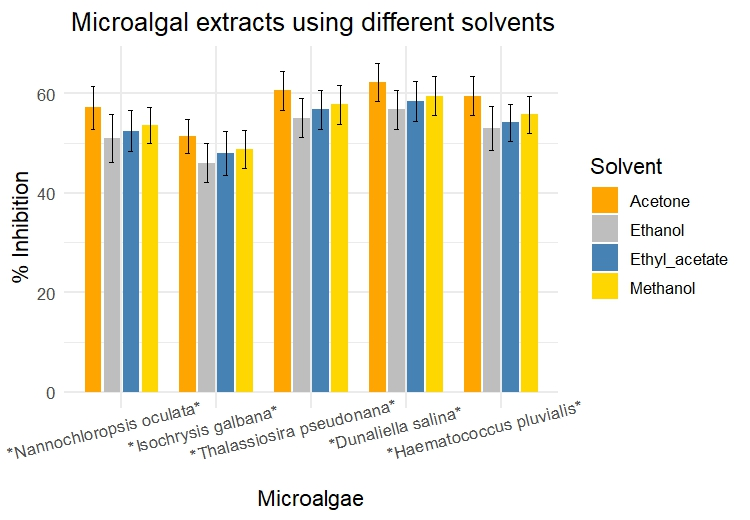 Microalgal extracts using different solvents
% Inhibition
60
40
20
0
*Nannochloropsis oculata*
*Isochrysis galbana*
*Thalassiosira pseudonana*
*Dunaliella salina*
*Haematococcus pluvialis*
Microalgae
Solvent
Acetone
Ethanol
Ethyl_acetate
Methanol